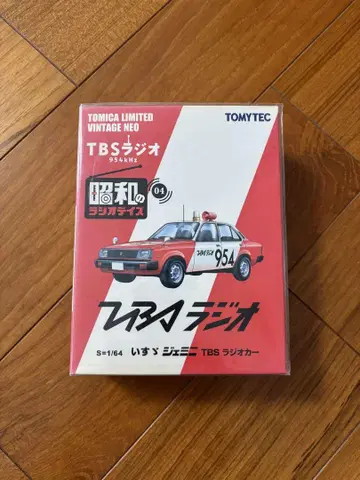 TOMICA LIMITED
VINTAGE NEO
TOMYTEC
TBSラジオ
954kHz
昭和の
ラジオデイズ
04
954
TBSラジオ
S=1/64 いすゞ ジェミニ TBS ラジオカー